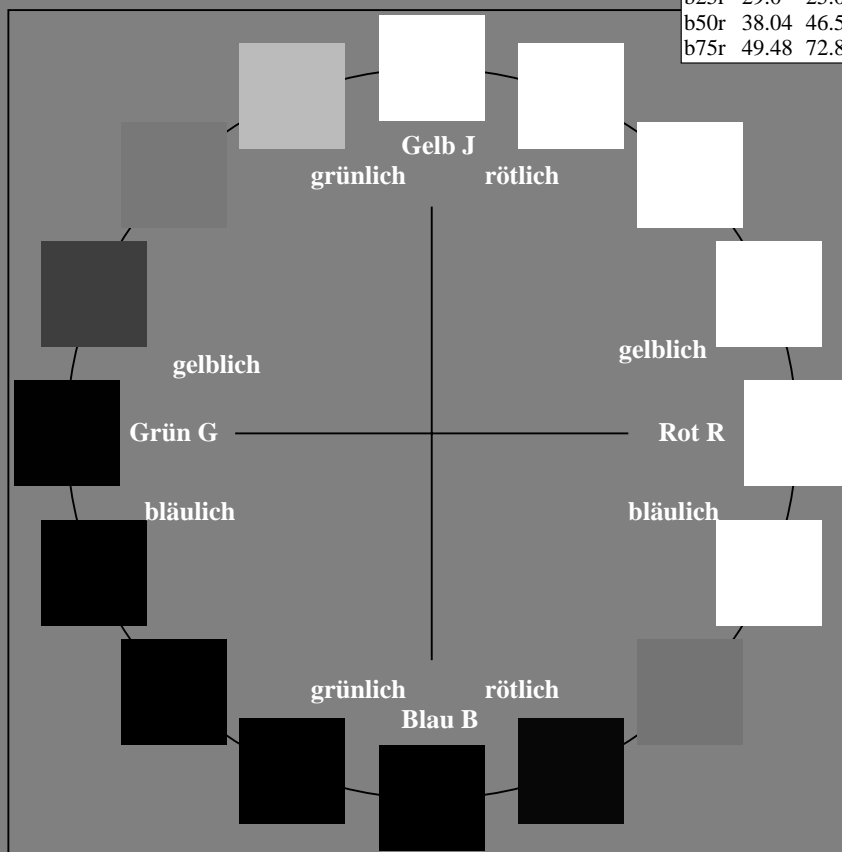 b50r 38.04 46.5
b75r 49.48 72.8
Gelb J
grünlich rötlich
gelblich gelblich
Grün G Rot R
bläulich bläulich
grünlich rötlich
Blau B